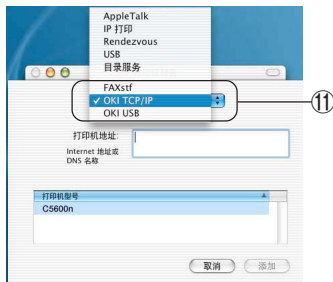 AppleTalk
IP 打印
Rendezvous
USB
目录服务
FAXstf
✓ OKI TCP/IP
OKI USB
⑪
打印机地址:
Internet 地址或
DNS 名称
打印机型号
C5600n
取消
添加